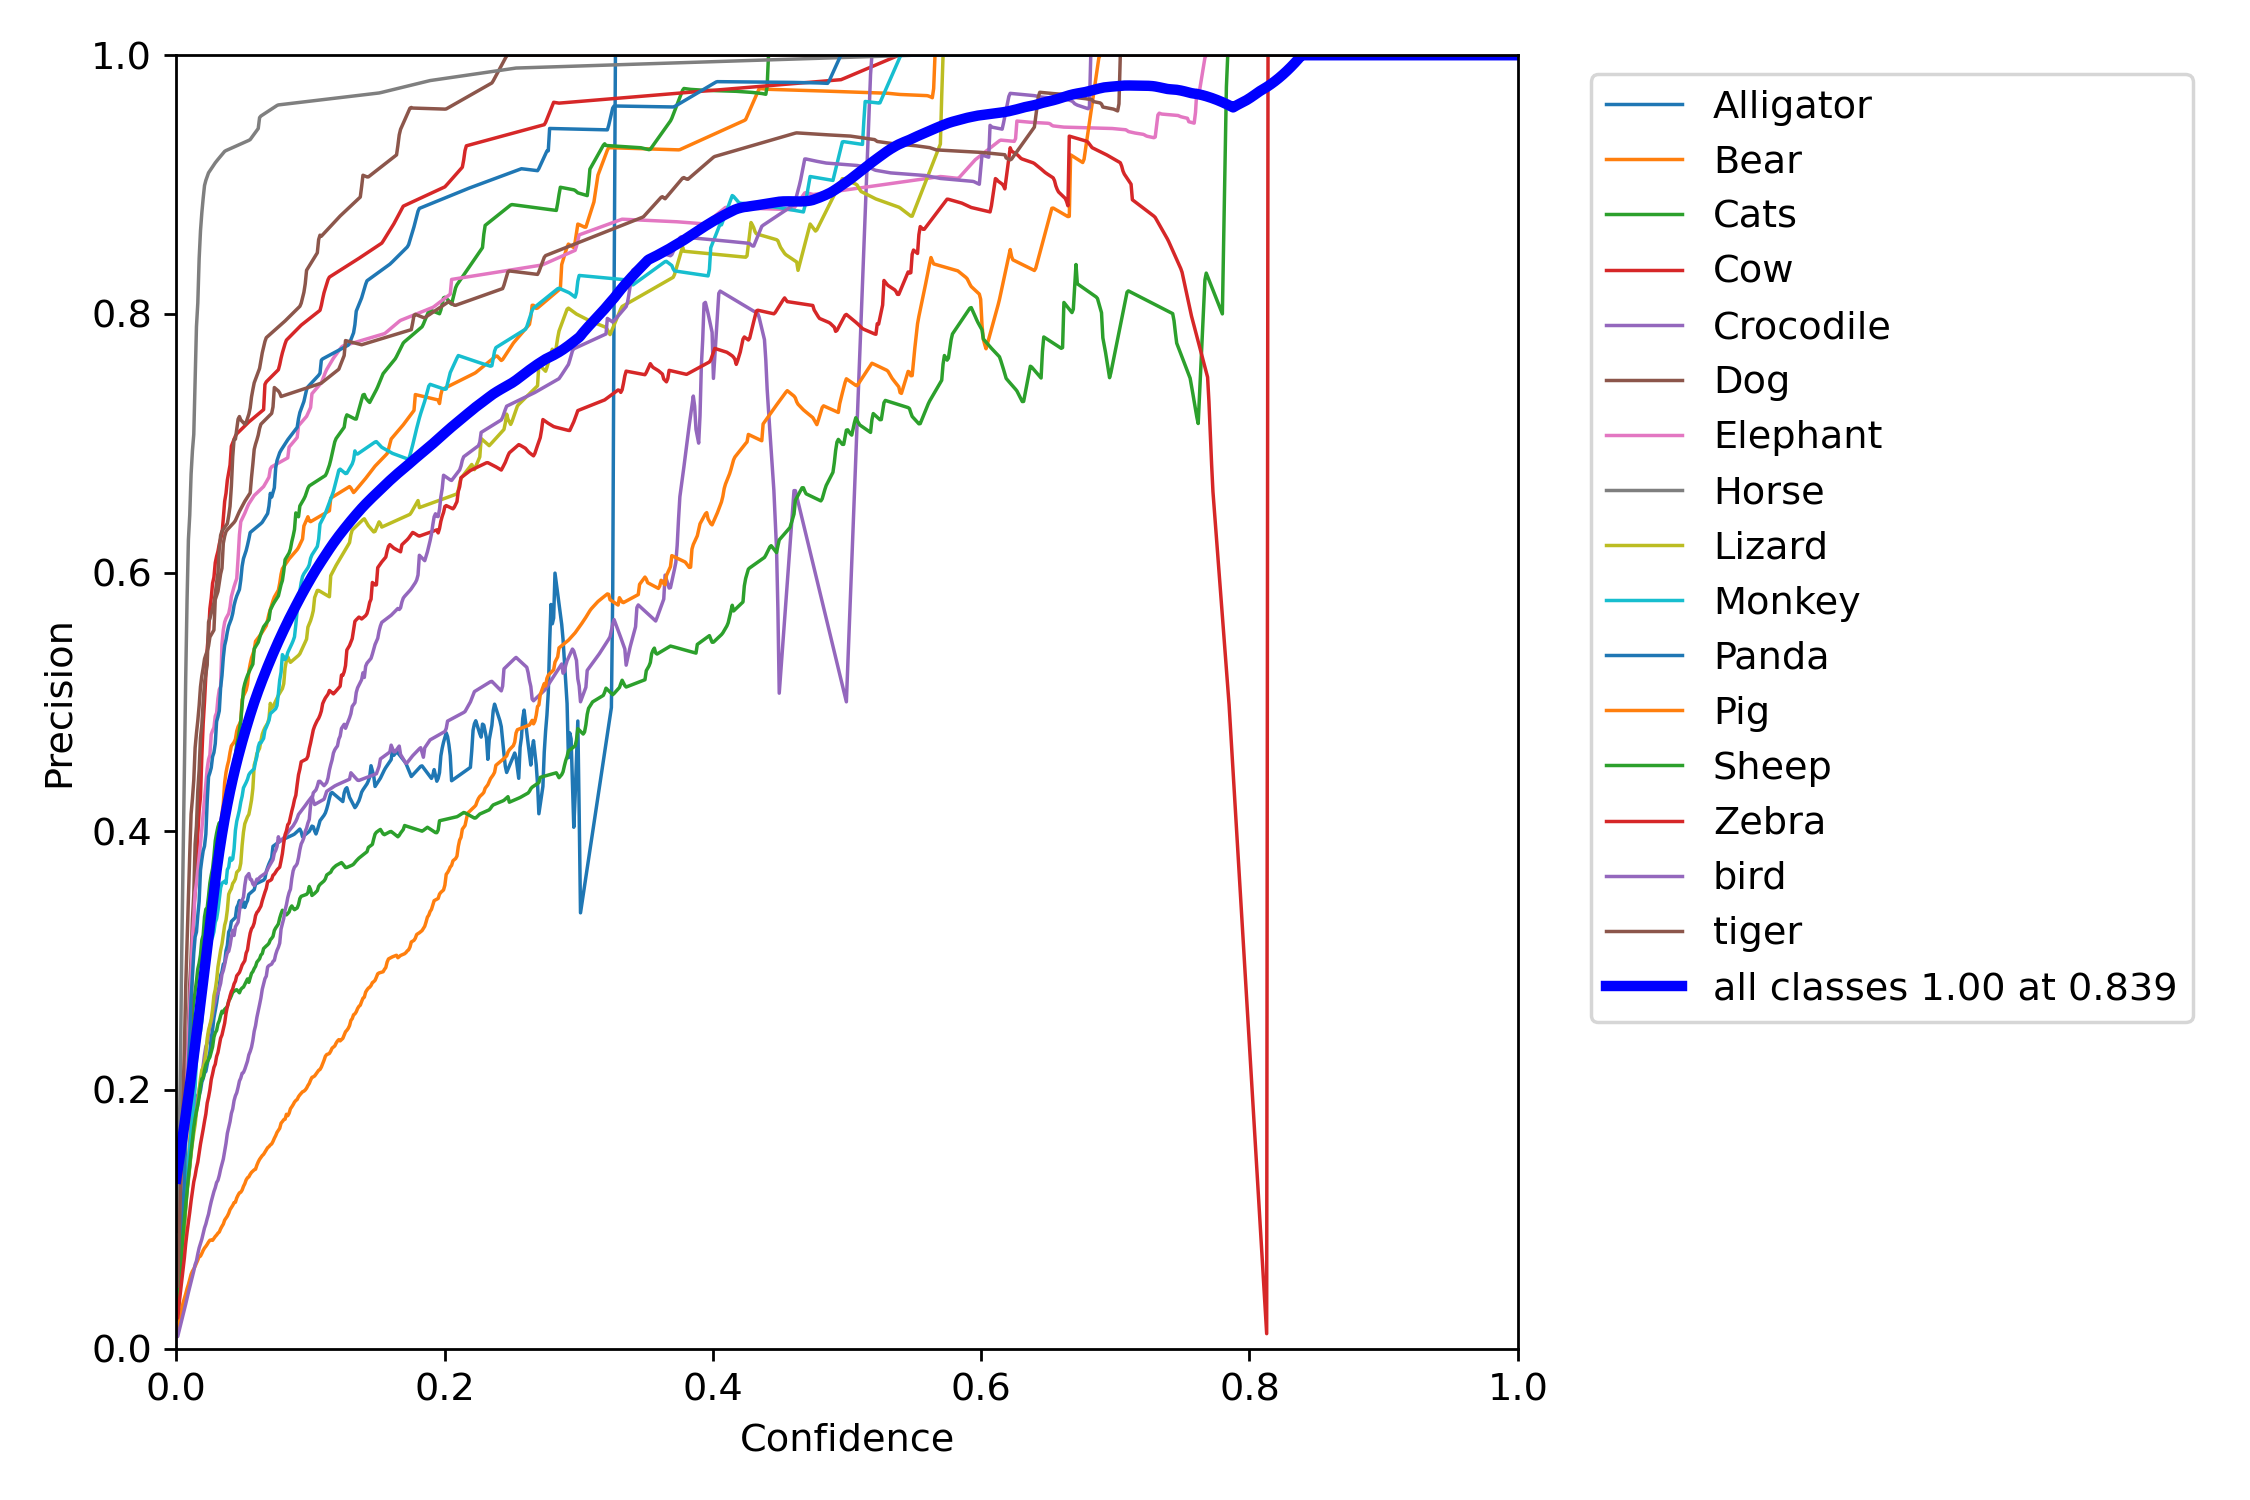 1.0
0.8
0.6
0.4
0.2
0.0
Precision
0.0 0.2 0.4 0.6 0.8 1.0
Confidence
Alligator
Bear
Cats
Cow
Crocodile
Dog
Elephant
Horse
Lizard
Monkey
Panda
Pig
Sheep
Zebra
bird
tiger
all classes 1.00 at 0.839